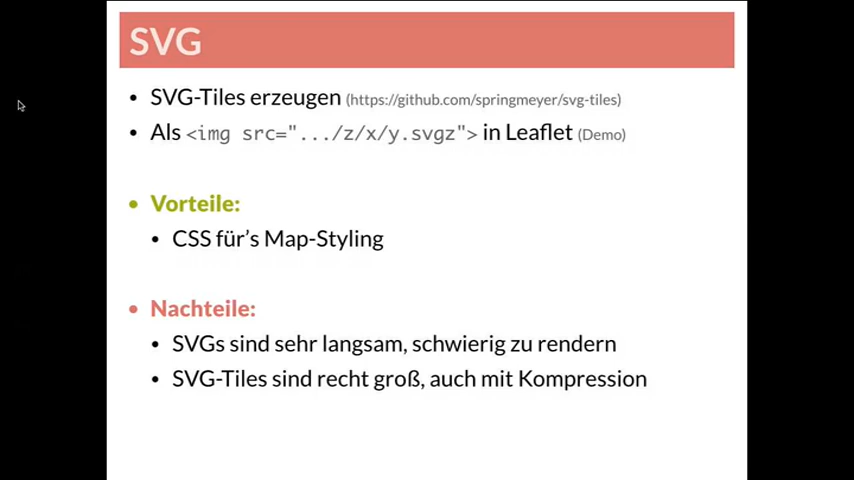 SVG
• SVG-Tiles erzeugen (https://github.com/springmeyer/svg-tiles)
• Als <img src=".../z/x/y.svgz"> in Leaflet (Demo)
• Vorteile:
• CSS für's Map-Styling
• Nachteile:
• SVGs sind sehr langsam, schwierig zu rendern
• SVG-Tiles sind recht groß, auch mit Kompression